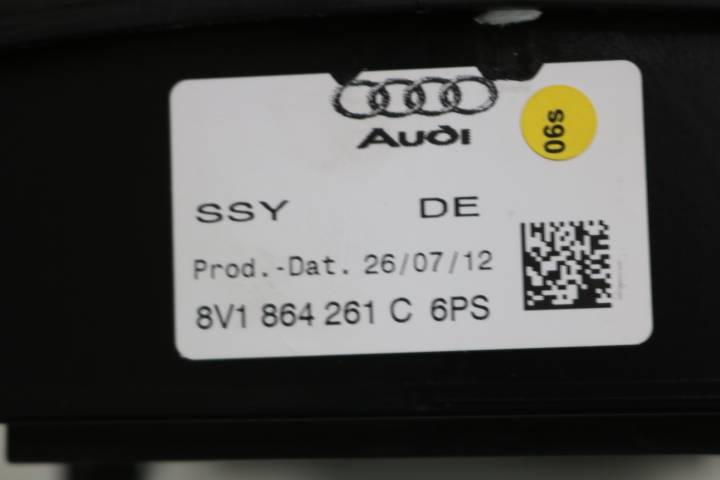 Audi
06s
SSY DE
Prod.-Dat. 26/07/12
8V1 864 261 C 6PS